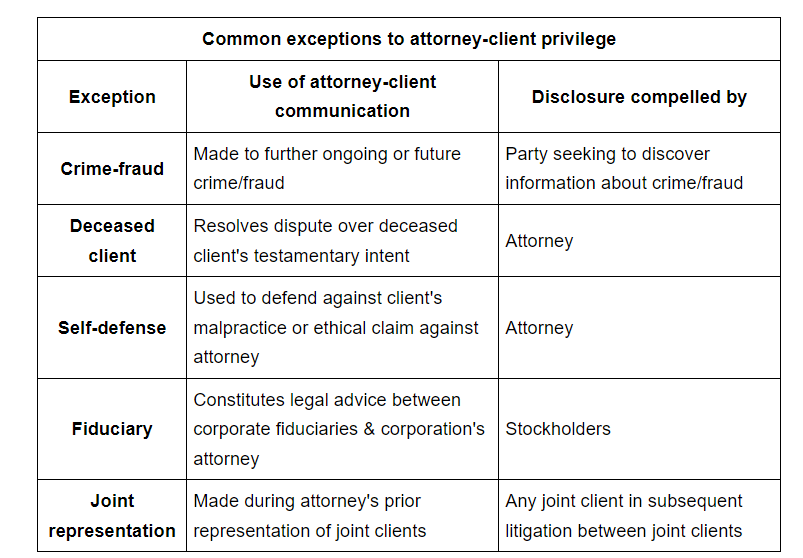 Common exceptions to attorney-client privilege
Exception
Use of attorney-client
communication
Disclosure compelled by
Crime-fraud
Made to further ongoing or future
crime/fraud
Party seeking to discover
information about crime/fraud
Deceased
client
Resolves dispute over deceased
client's testamentary intent
Attorney
Self-defense
Used to defend against client's
malpractice or ethical claim against
attorney
Attorney
Fiduciary
Constitutes legal advice between
corporate fiduciaries & corporation's
attorney
Stockholders
Joint
representation
Made during attorney's prior
representation of joint clients
Any joint client in subsequent
litigation between joint clients